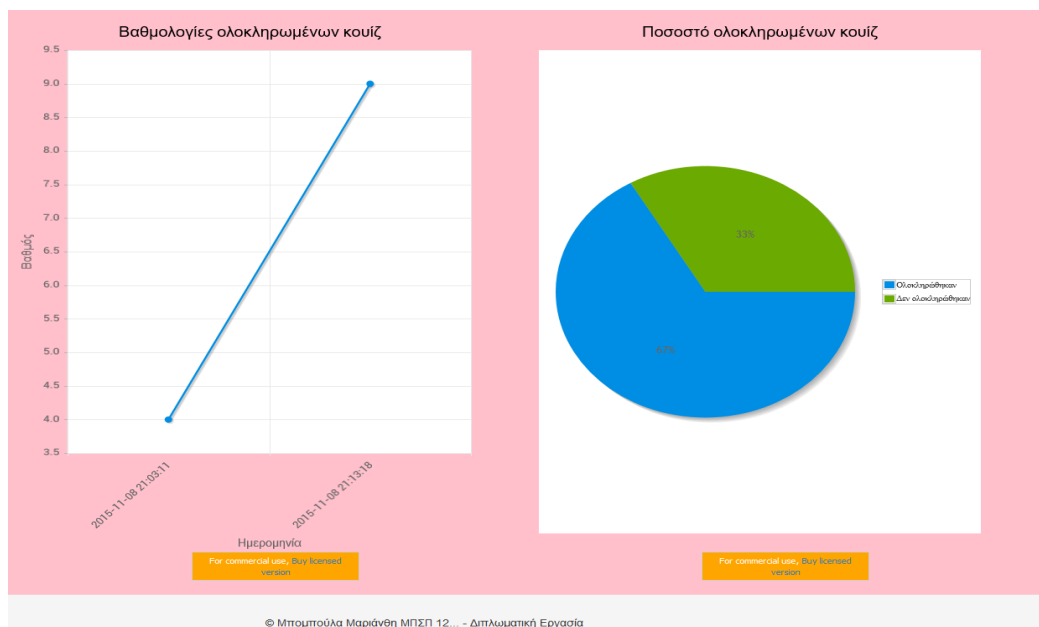 Βαθμολογίες ολοκληρωμένων κουίζ
9.5
9.0
8.5
8.0
7.5
7.0
6.5
6.0
5.5
5.0
4.5
4.0
3.5
Βαθμός
2015-11-08 21:03:11
2015-11-08 21:13:18
Ημερομηνία
For commercial use, Buy licensed
version
Ποσοστό ολοκληρωμένων κουίζ
33%
67%
Ολοκληρώθηκαν
Δεν ολοκληρώθηκαν
For commercial use, Buy licensed
version
© Μπομπούλα Μαριάνθη ΜΠΣΠ 12... - Διπλωματική Εργασία